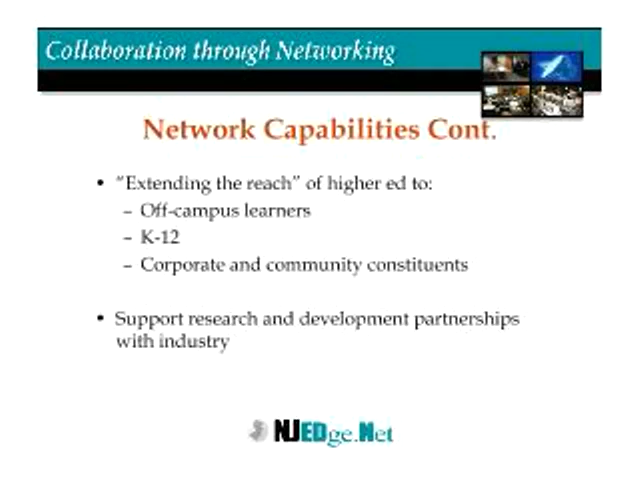 Collaboration through Networking
Network Capabilities Cont.
• “Extending the reach” of higher ed to:
– Off-campus learners
– K-12
– Corporate and community constituents
• Support research and development partnerships
with industry
NJEDge.Net